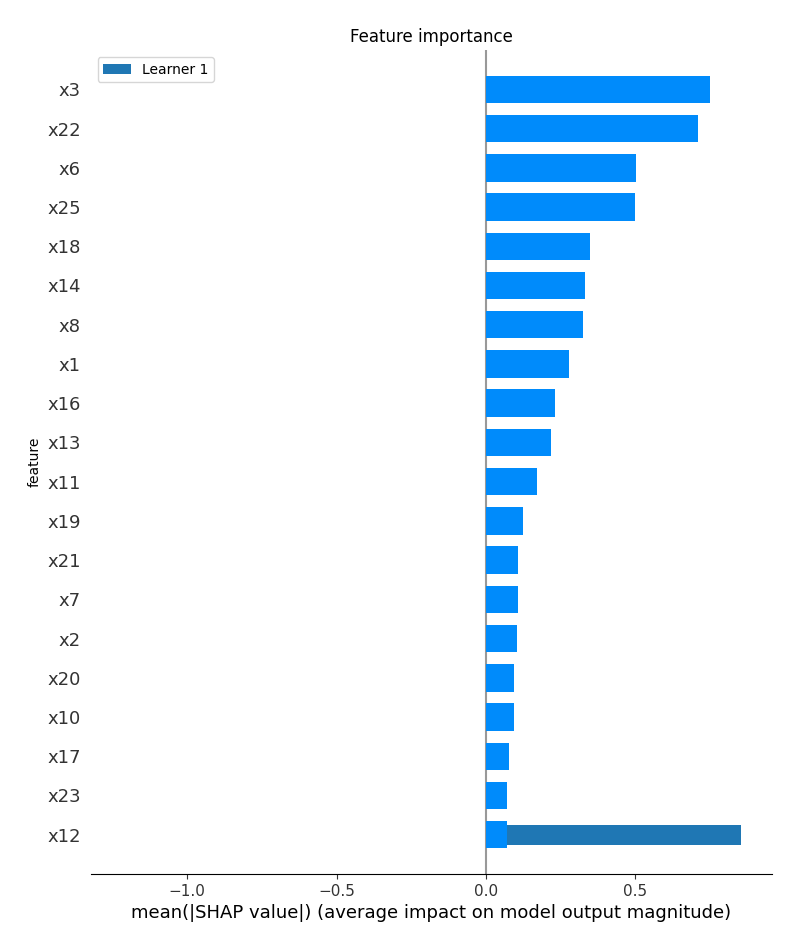 Feature importance
Learner 1
x3
x22
x6
x25
x18
x14
x8
x1
x16
x13
x11
x19
x21
x7
x2
x20
x10
x17
x23
x12
feature
−1.0 −0.5 0.0 0.5
mean(|SHAP value|) (average impact on model output magnitude)